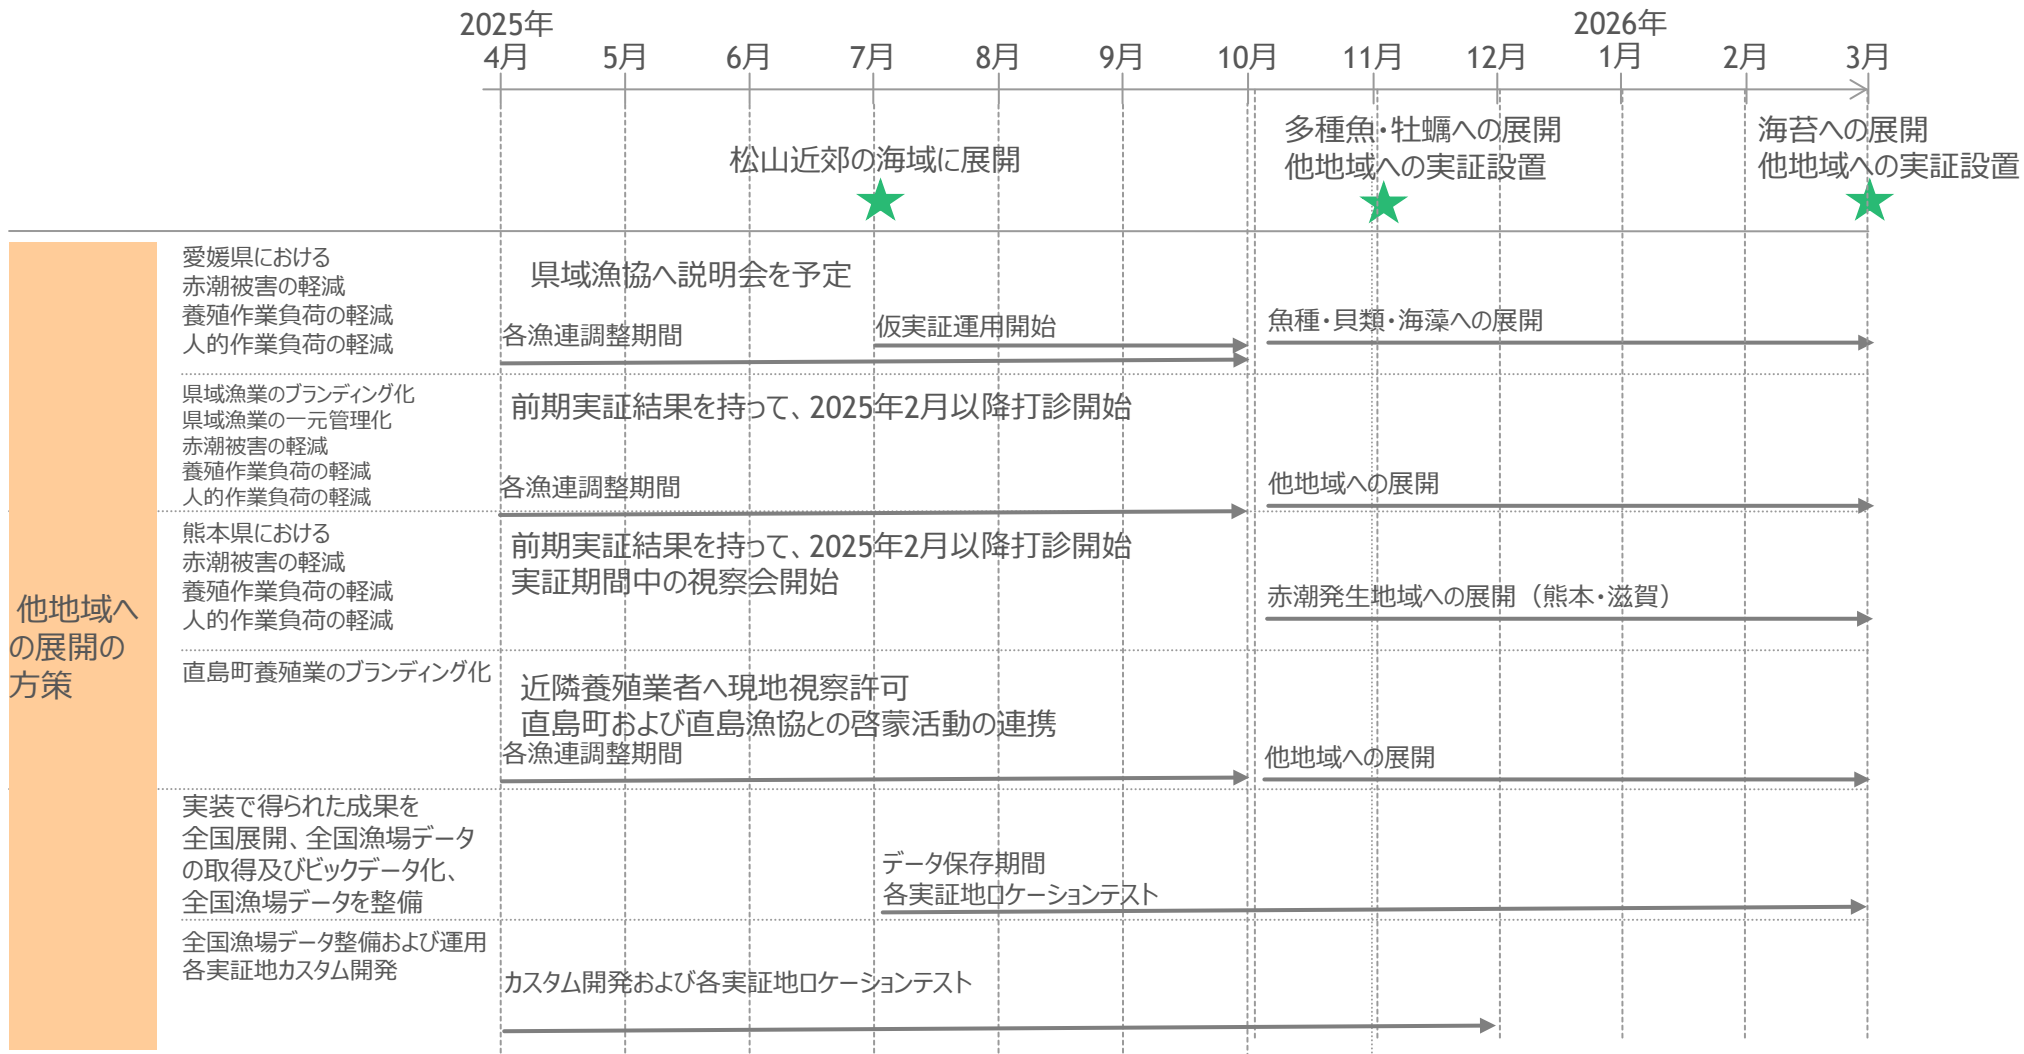 2025年
2026年
4月
5月
6月
7月
8月
9月
10月
11月
12月
1月
2月
3月
松山近郊の海域に展開
多種魚・牡蠣への展開
他地域への実証設置
海苔への展開
他地域への実証設置
他地域へ
の展開の
方策
愛媛県における
赤潮被害の軽減
養殖作業負荷の軽減
人的作業負荷の軽減
県域漁協へ説明会を予定
各漁連調整期間
仮実証運用開始
魚種・貝類・海藻への展開
県域漁業のブランディング化
県域漁業の一元管理化
赤潮被害の軽減
養殖作業負荷の軽減
人的作業負荷の軽減
前期実証結果を持って、2025年2月以降打診開始
各漁連調整期間
他地域への展開
熊本県における
赤潮被害の軽減
養殖作業負荷の軽減
人的作業負荷の軽減
前期実証結果を持って、2025年2月以降打診開始
実証期間中の視察会開始
赤潮発生地域への展開（熊本・滋賀）
直島町養殖業のブランディング化
近隣養殖業者へ現地視察許可
直島町および直島漁協との啓蒙活動の連携
各漁連調整期間
他地域への展開
実装で得られた成果を
全国展開、全国漁場データ
の取得及びビックデータ化、
全国漁場データを整備
データ保存期間
各実証地ロケーションテスト
全国漁場データ整備および運用
各実証地カスタム開発
カスタム開発および各実証地ロケーションテスト